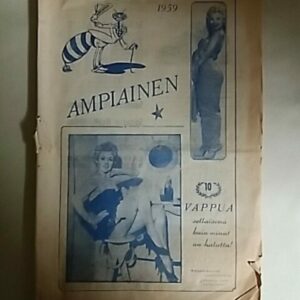 1959
AMPIAINEN
10
VAPPUA
sellaisena
kuin minut
on haluttu!